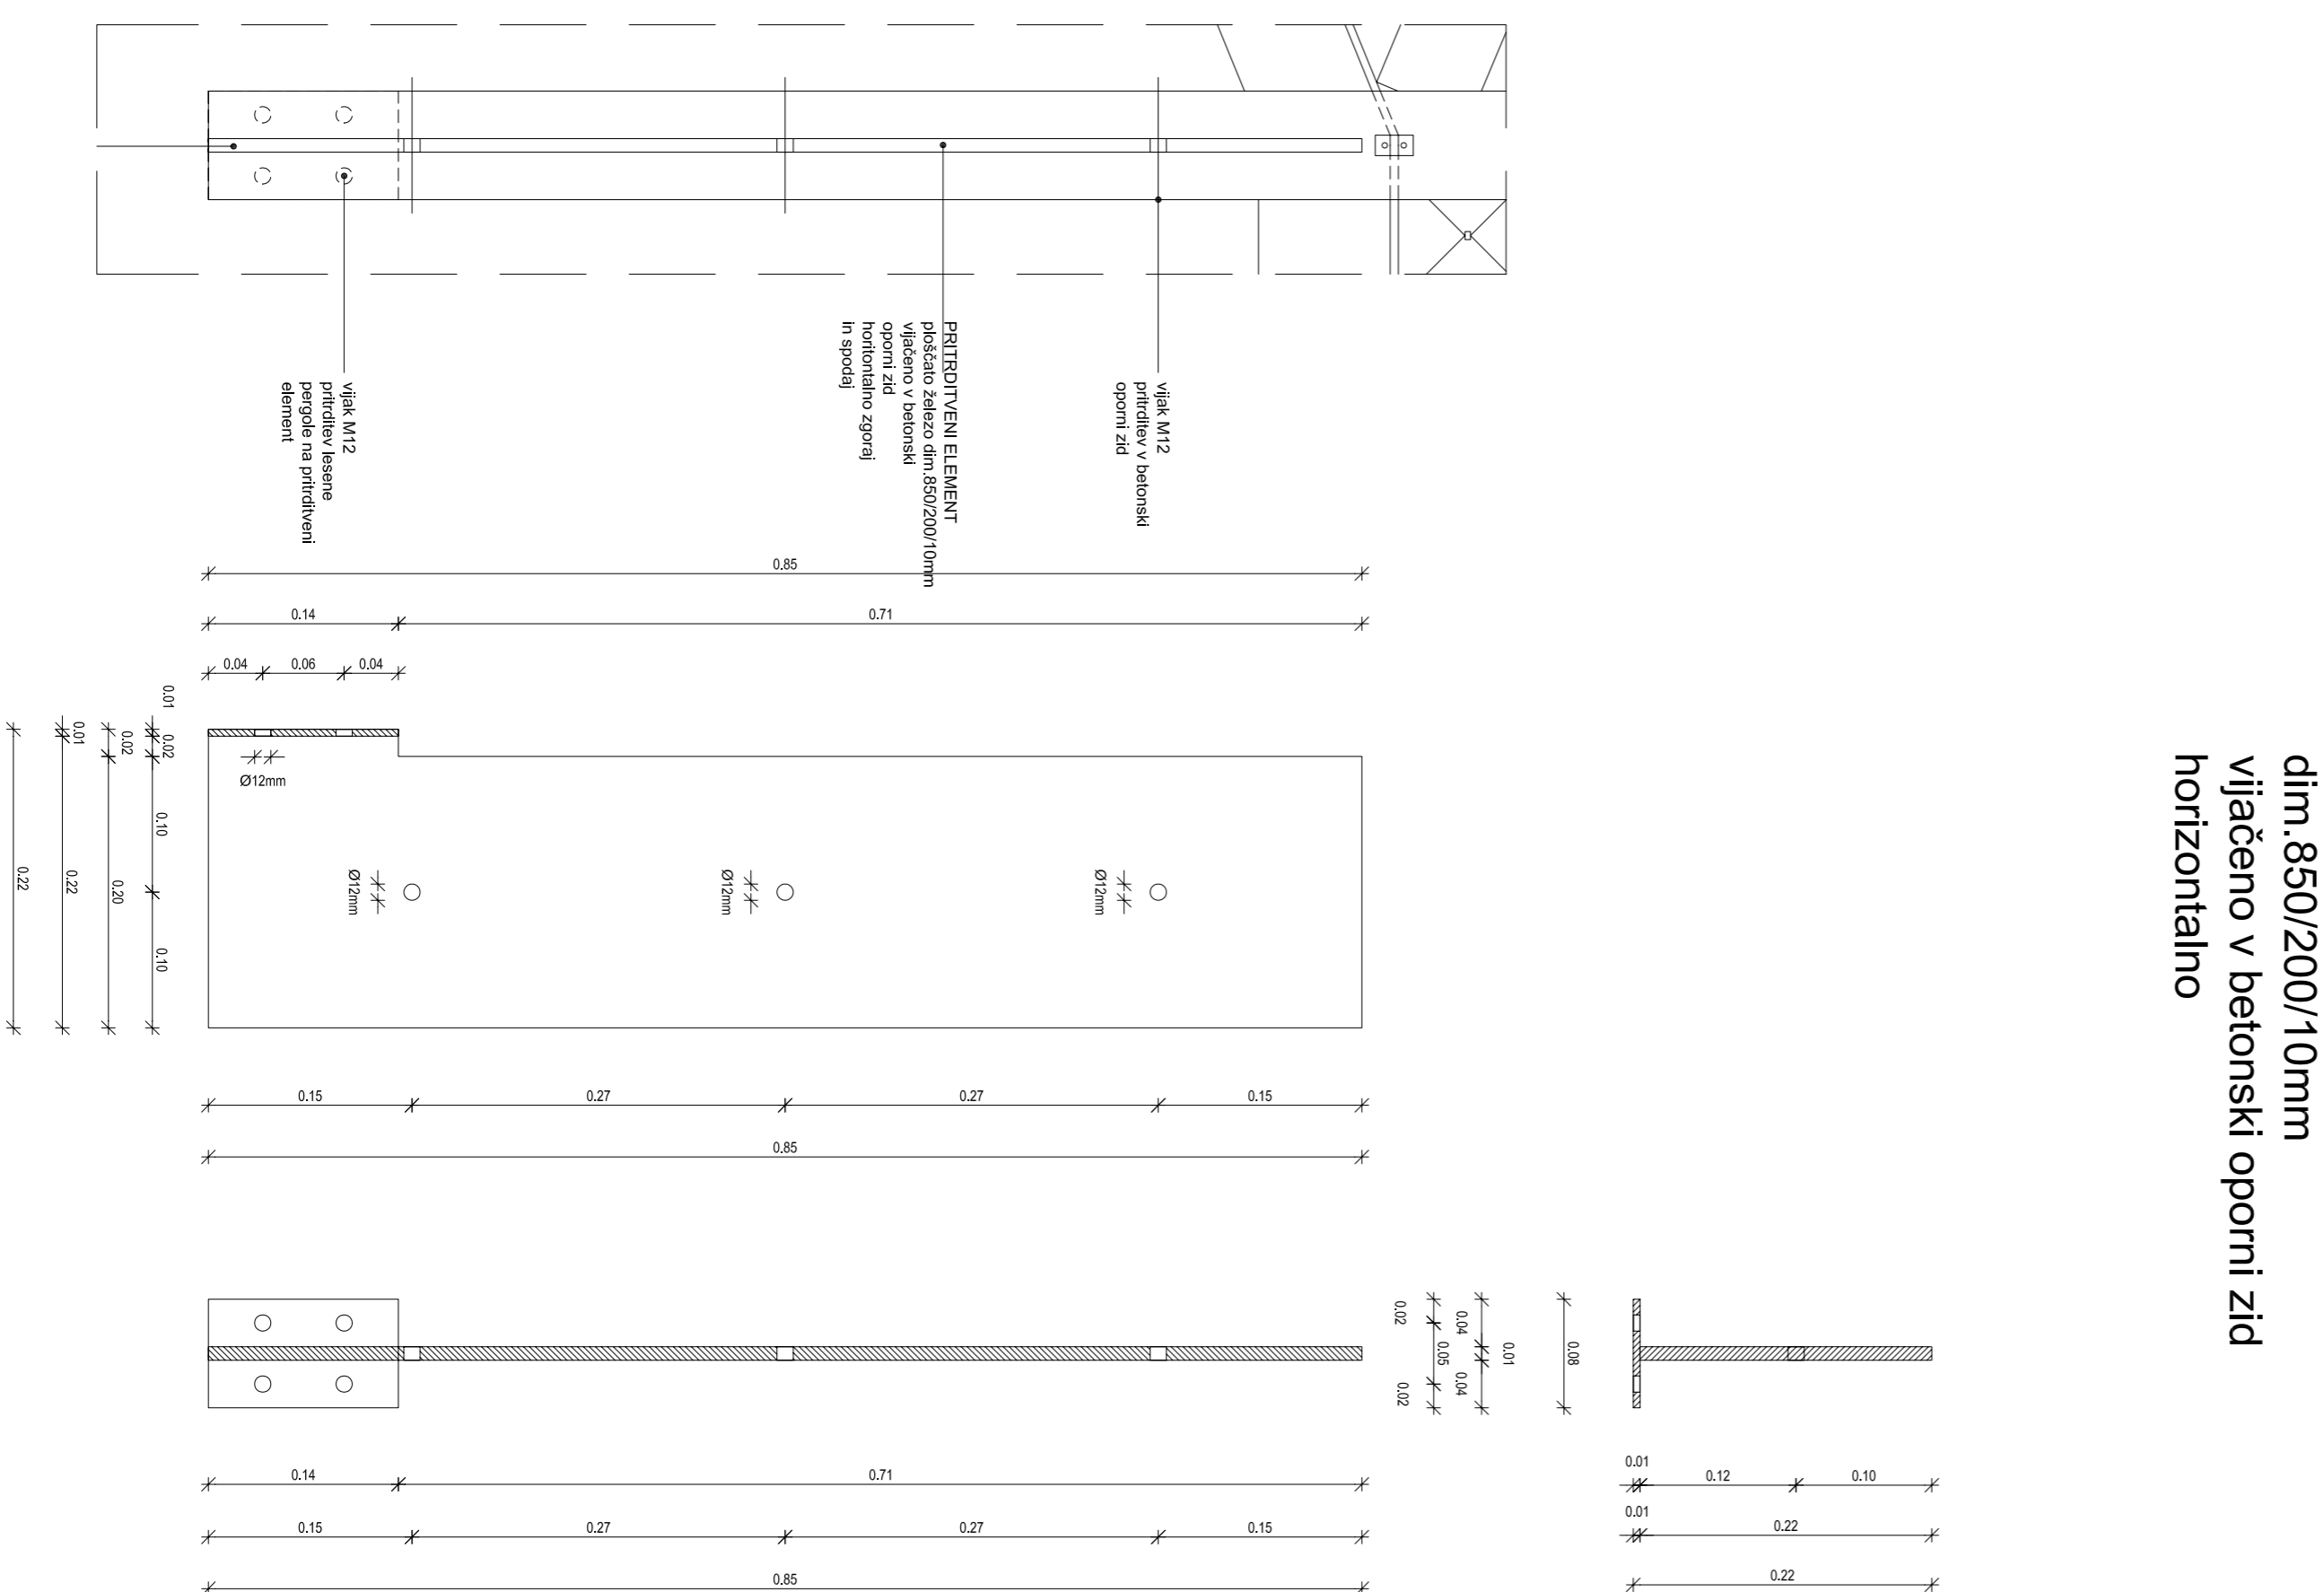 dim.850/200/10mm
vijačeno v betonski oporni zid
horizontalno
vijak M12
pritrditev v betonski
oporni zid
PRITRDITVENI ELEMENT
ploščato železo dim.850/200/10mm
vijačeno v betonski
oporni zid
horitontalno zgoraj
in spodaj
vijak M12
pritrditev lesene
pergole na pritrditveni
element
0.85
0.14
0.71
0.04
0.06
0.04
0.01
0.02
0.10
0.10
0.02
0.20
0.01
0.22
0.22
Ø12mm
Ø12mm
Ø12mm
Ø12mm
0.15
0.27
0.27
0.15
0.85
0.02
0.05
0.02
0.04
0.01
0.04
0.08
0.14
0.71
0.15
0.27
0.27
0.15
0.85
0.01
0.12
0.10
0.01
0.22
0.22